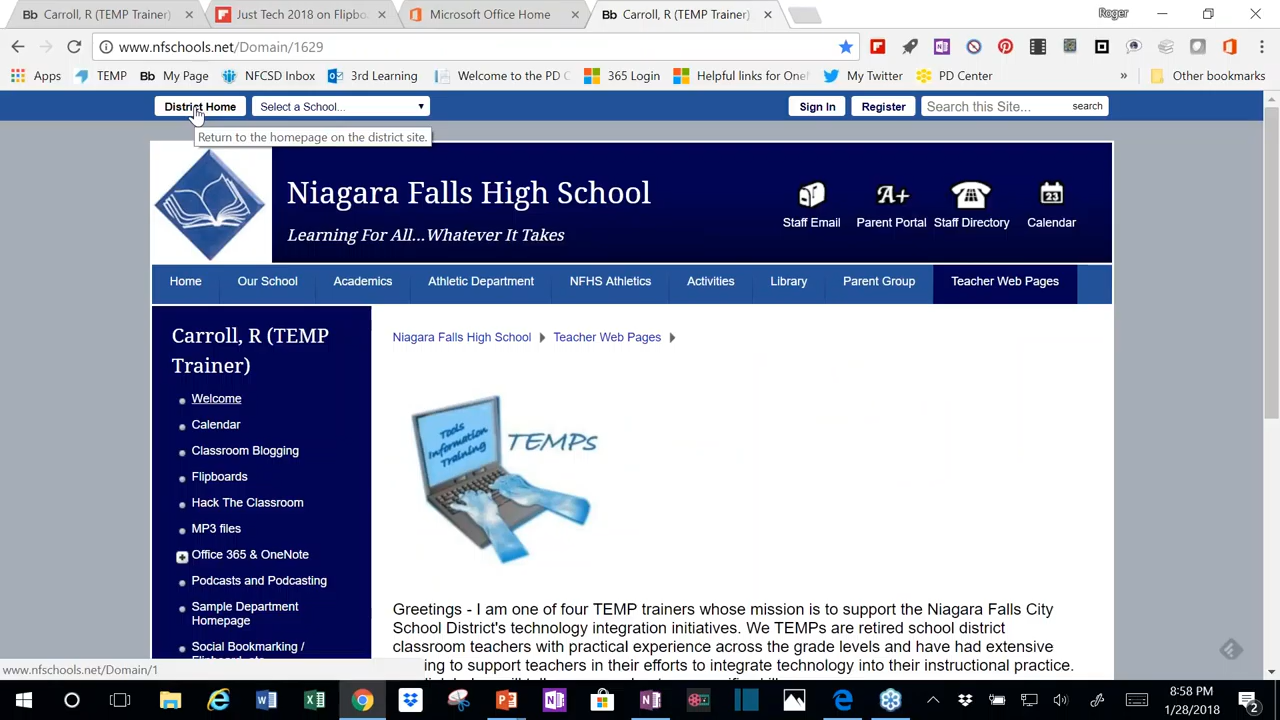 Bb Carroll, R (TEMP Trainer) Just Tech 2018 on Flipbo Microsoft Office Home Bb Carroll, R (TEMP Trainer) Roger
www.nfschools.net/Domain/1629
Apps TEMP Bb My Page NFCSD Inbox 3rd Learning Welcome to the PD C 365 Login Helpful links for One My Twitter PD Center » Other bookmarks
District Home Select a School... Sign In Register Search this Site... search
Return to the homepage on the district site.
Niagara Falls High School
Learning For All...Whatever It Takes
Staff Email A+ Parent Portal Staff Directory 23 Calendar
Home Our School Academics Athletic Department NFHS Athletics Activities Library Parent Group Teacher Web Pages
Carroll, R (TEMP
Trainer)
Welcome
Calendar
Classroom Blogging
Flipboards
Hack The Classroom
MP3 files
Office 365 & OneNote
Podcasts and Podcasting
Sample Department
Homepage
Social Bookmarking /
Niagara Falls High School Teacher Web Pages
Tools
Information
Training
TEMPs
Greetings - I am one of four TEMP trainers whose mission is to support the Niagara Falls City
School District's technology integration initiatives. We TEMPs are retired school district
classroom teachers with practical experience across the grade levels and have had extensive
to support teachers in their efforts to integrate technology into their instructional practice.
www.nfschools.net/Domain/1
8:58 PM
1/28/2018
2